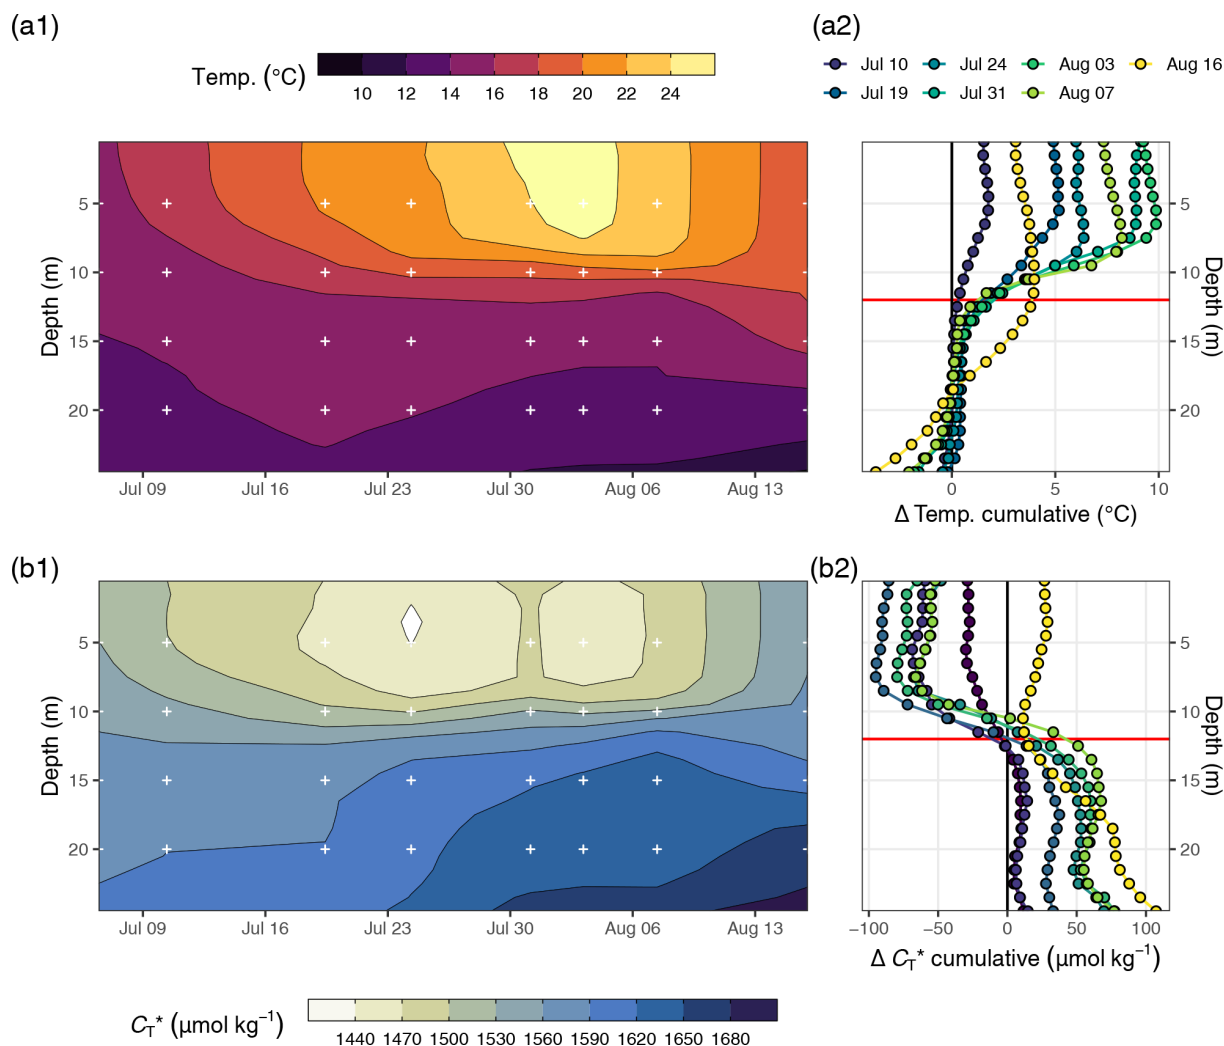 (a1)
(a2)
Temp. (°C)
10 12 14 16 18 20 22 24
Jul 10 Jul 24 Aug 03 Aug 16
Jul 19 Jul 31 Aug 07
Depth (m)
5
10
15
20
Jul 09 Jul 16 Jul 23 Jul 30 Aug 06 Aug 13
5
10
15
20
Depth (m)
0 5 10
Δ Temp. cumulative (°C)
(b1)
(b2)
Depth (m)
5
10
15
20
Jul 09 Jul 16 Jul 23 Jul 30 Aug 06 Aug 13
5
10
15
20
Depth (m)
−100 −50 0 50 100
Δ C_T* cumulative (µmol kg⁻¹)
C_T* (µmol kg⁻¹)
1440 1470 1500 1530 1560 1590 1620 1650 1680